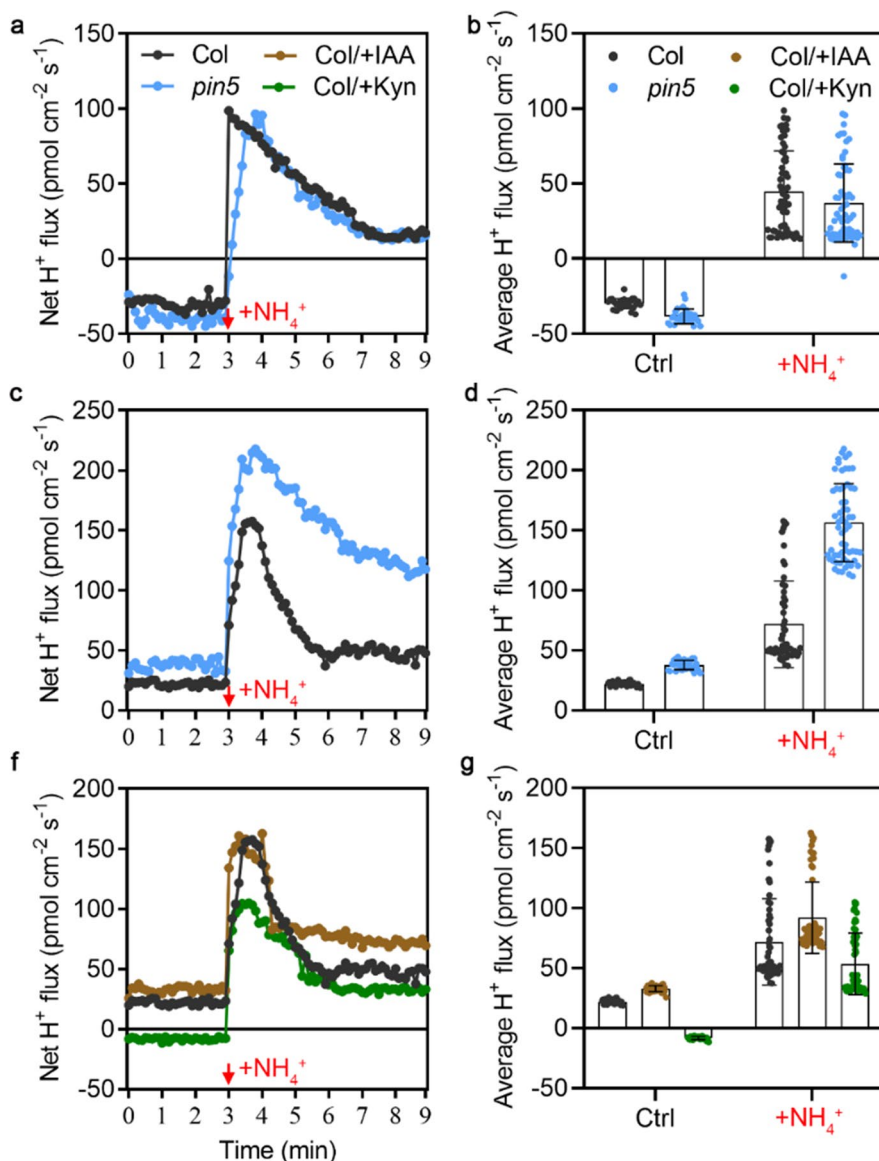 a
Net H⁺ flux (pmol cm⁻² s⁻¹)
150
100
50
0
-50
Col
Col/+IAA
pin5
Col/+Kyn
+NH₄⁺
0 1 2 3 4 5 6 7 8 9
b
Average H⁺ flux (pmol cm⁻² s⁻¹)
150
100
50
0
-50
Col
Col/+IAA
pin5
Col/+Kyn
Ctrl
+NH₄⁺
c
Net H⁺ flux (pmol cm⁻² s⁻¹)
250
200
150
100
50
0
+NH₄⁺
0 1 2 3 4 5 6 7 8 9
d
Average H⁺ flux (pmol cm⁻² s⁻¹)
250
200
150
100
50
0
Ctrl
+NH₄⁺
f
Net H⁺ flux (pmol cm⁻² s⁻¹)
200
150
100
50
0
-50
+NH₄⁺
0 1 2 3 4 5 6 7 8 9
Time (min)
g
Average H⁺ flux (pmol cm⁻² s⁻¹)
200
150
100
50
0
-50
Ctrl
+NH₄⁺